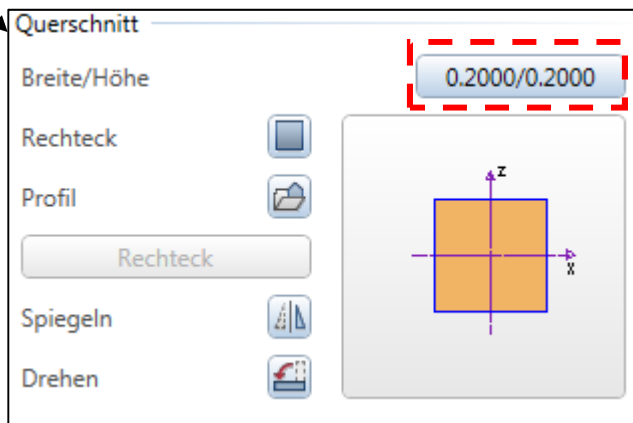 Querschnitt
Breite/Höhe 0.2000/0.2000
Rechteck
Profil
Rechteck
Spiegeln
Drehen
z
x